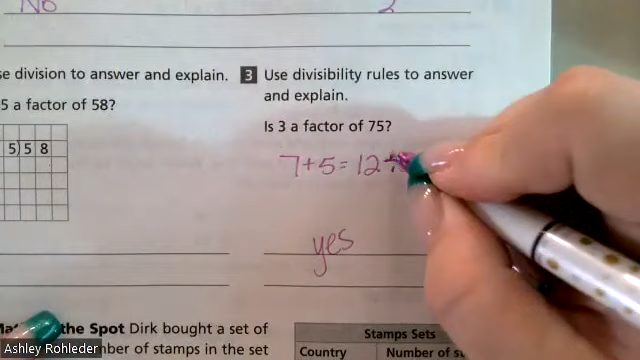 No 2
se division to answer and explain.
5 a factor of 58?
5)58
3 Use divisibility rules to answer
and explain.
Is 3 a factor of 75?
7+5=12÷
yes
the Spot Dirk bought a set of
mber of stamps in the set
Stamps Sets
Country Number of
Ashley Rohleder